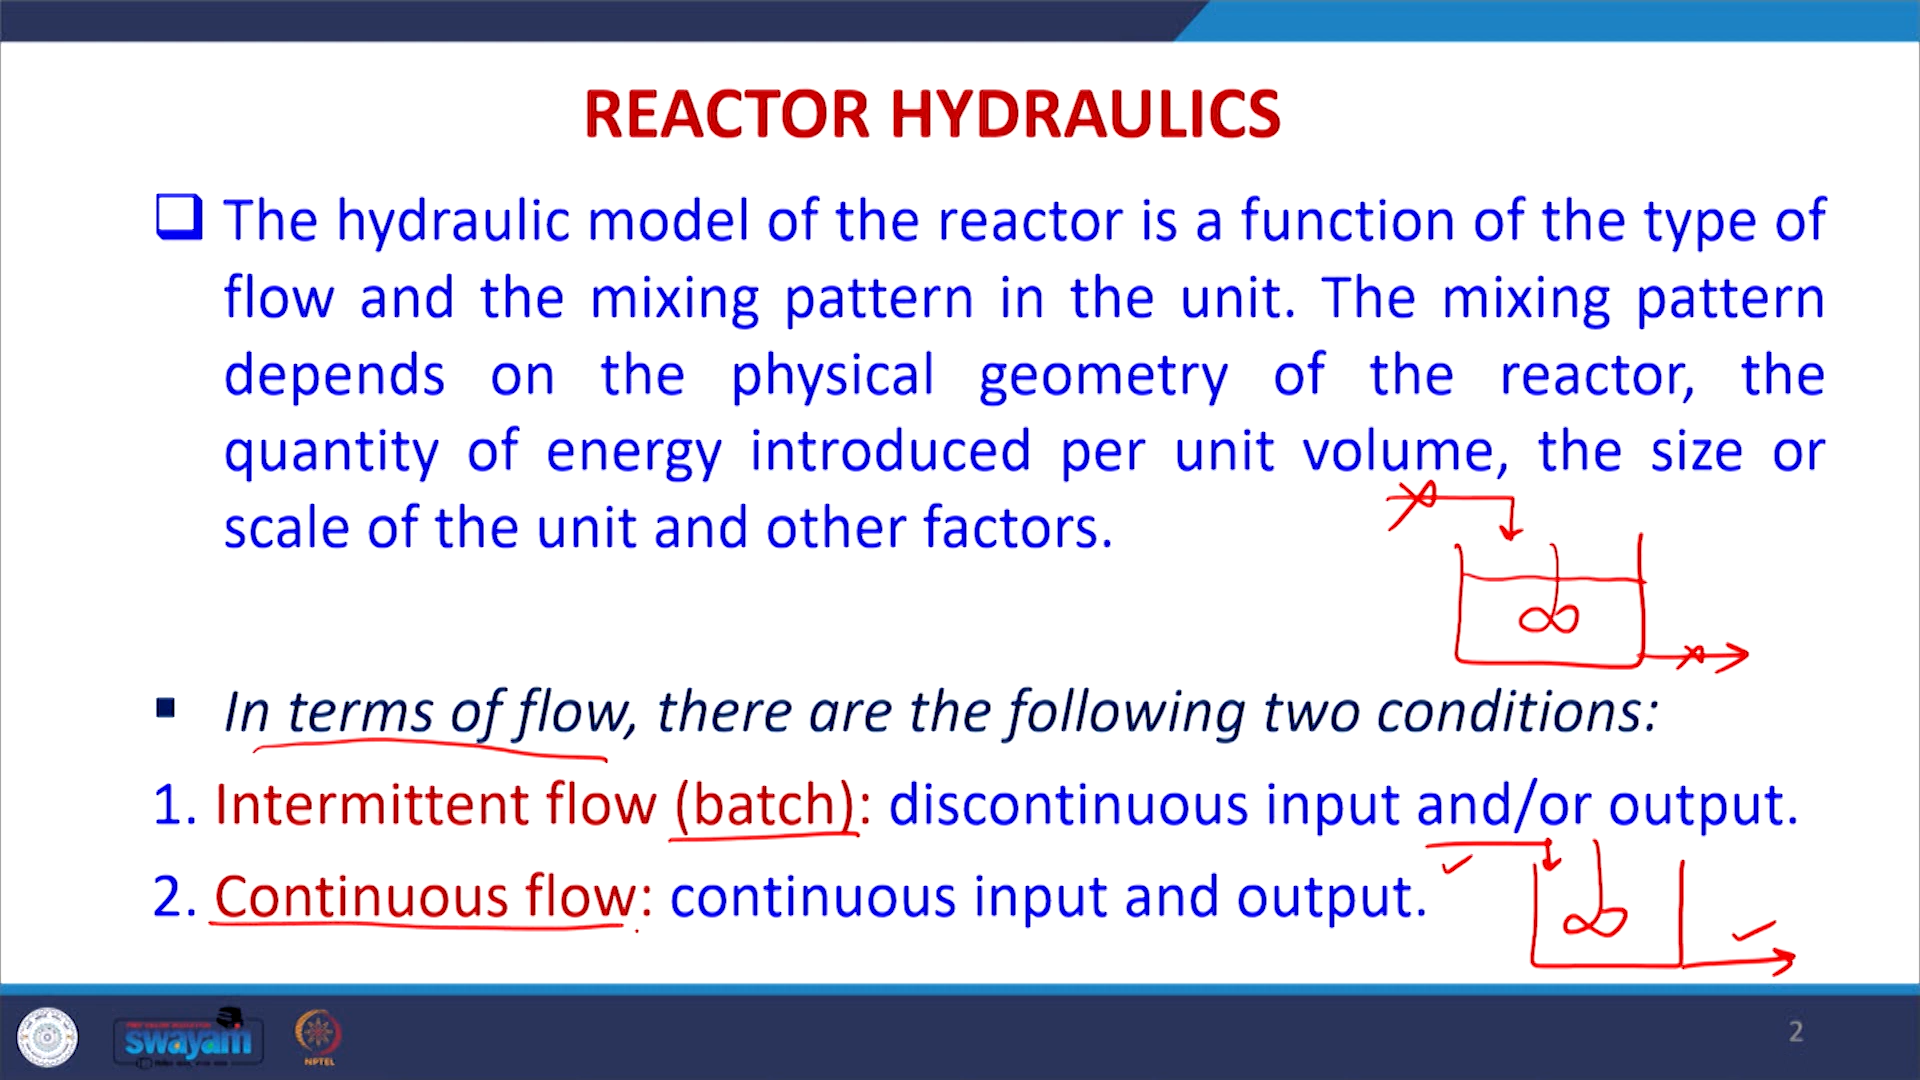 REACTOR HYDRAULICS
The hydraulic model of the reactor is a function of the type of
flow and the mixing pattern in the unit. The mixing pattern
depends on the physical geometry of the reactor, the
quantity of energy introduced per unit volume, the size or
scale of the unit and other factors.
In terms of flow, there are the following two conditions:
1. Intermittent flow (batch): discontinuous input and/or output.
2. Continuous flow: continuous input and output.
swayam
NPTEL
2